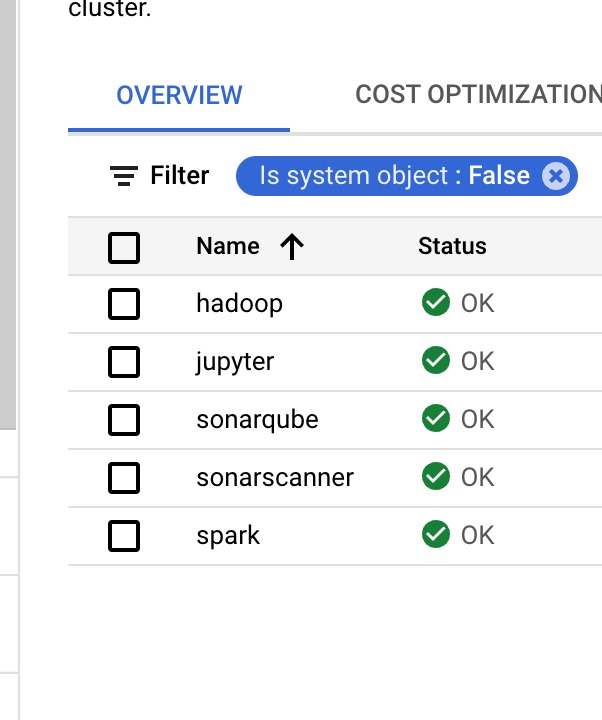 cluster.
OVERVIEW COST OPTIMIZATION
Filter Is system object : False
Name Status
hadoop OK
jupyter OK
sonarqube OK
sonarscanner OK
spark OK